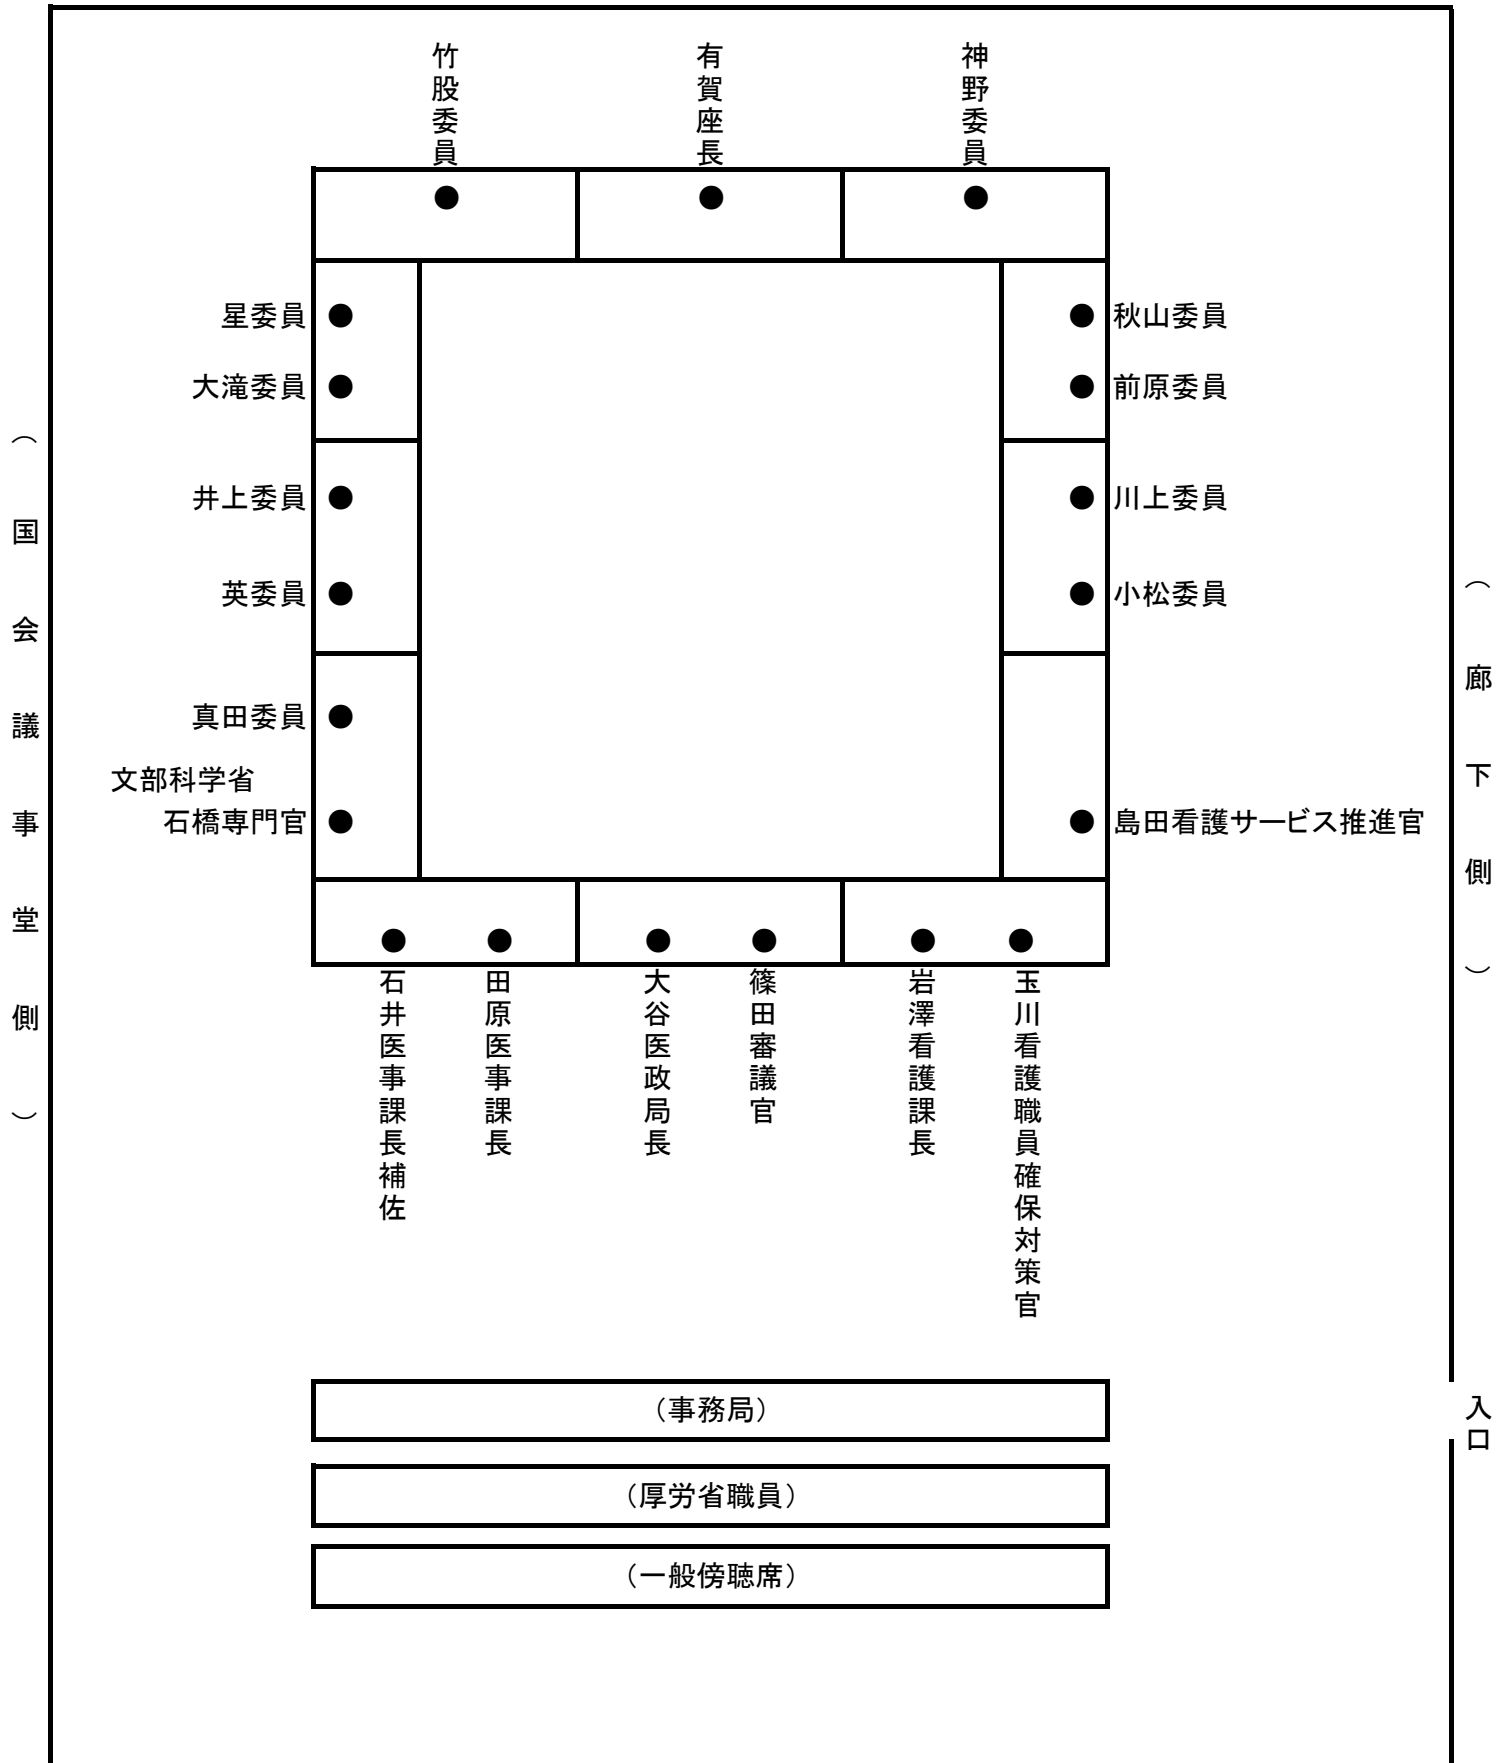 竹股委員
有賀座長
神野委員
星委員
秋山委員
大滝委員
前原委員
井上委員
川上委員
英委員
小松委員
真田委員
文部科学省
石橋専門官
島田看護サービス推進官
石井医事課長補佐
田原医事課長
大谷医政局長
篠田審議官
岩澤看護課長
玉川看護職員確保対策官
（国会議事堂側）
（廊下側）
入口
（事務局）
（厚労省職員）
（一般傍聴席）